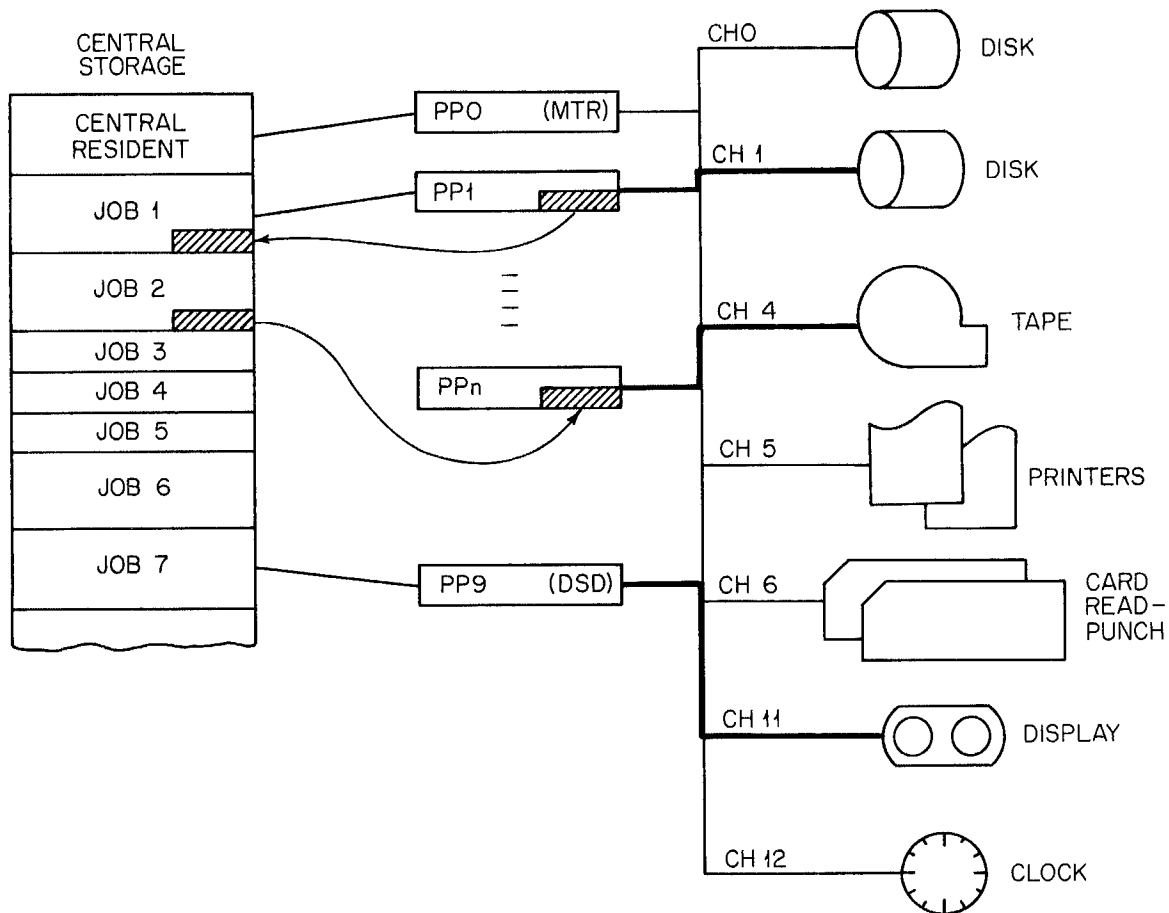 CENTRAL
STORAGE
CENTRAL
RESIDENT
JOB 1
JOB 2
JOB 3
JOB 4
JOB 5
JOB 6
JOB 7
PP0 (MTR)
PP1
PPn
PP9 (DSD)
CH0
DISK
CH 1
DISK
CH 4
TAPE
CH 5
PRINTERS
CH 6
CARD
READ-
PUNCH
CH 11
DISPLAY
CH 12
CLOCK